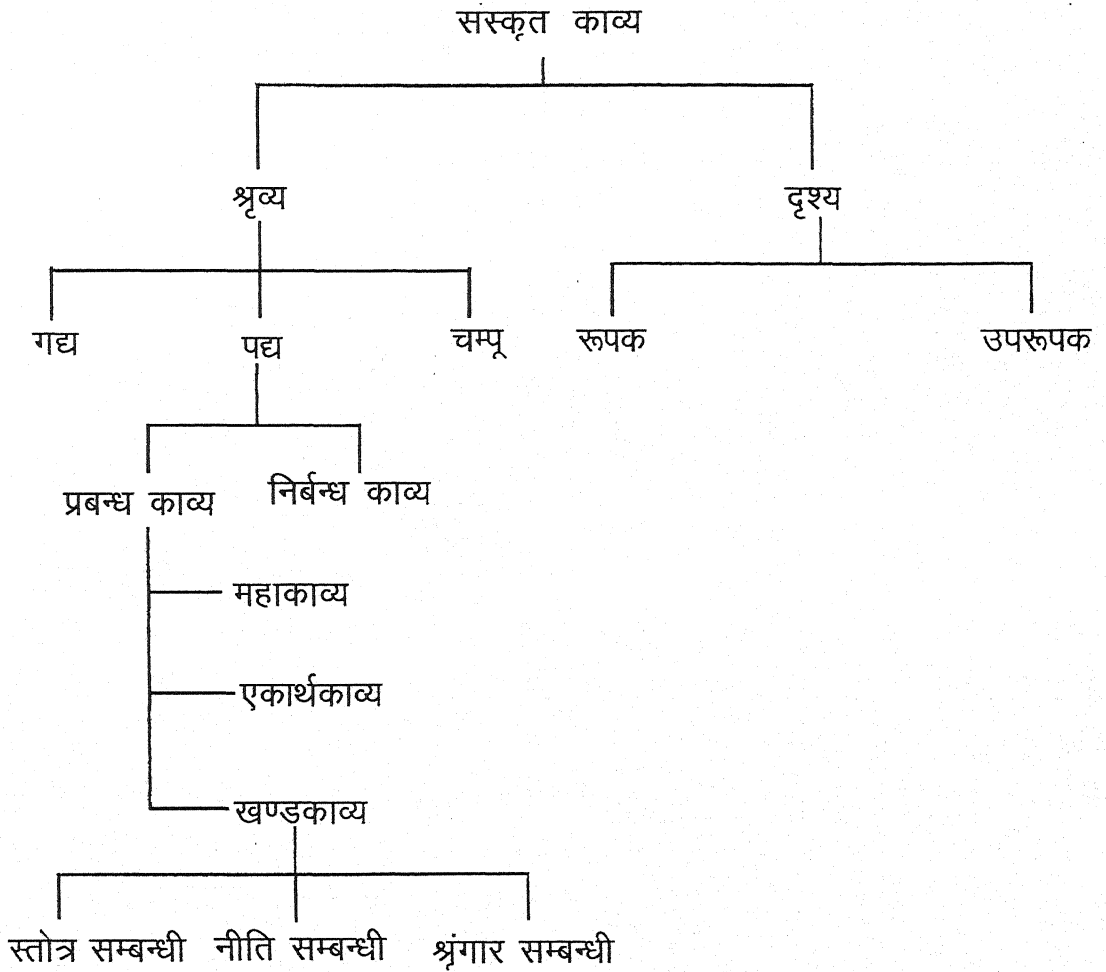 सस्कृत काव्य
श्रृव्य
दृश्य
गद्य
पद्य
चम्पू
रूपक
उपरूपक
प्रबन्ध काव्य
निर्बन्ध काव्य
महाकाव्य
एकार्थकाव्य
खण्डकाव्य
स्तोत्र सम्बन्धी
नीति सम्बन्धी
श्रृंगार सम्बन्धी